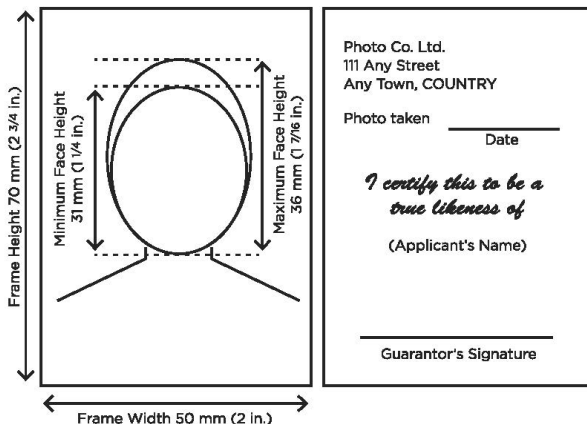 Frame Height 70 mm (2 3/4 in.)
Minimum Face Height
31 mm (1 1/4 in.)
Maximum Face Height
36 mm (1 7/16 in.)
Frame Width 50 mm (2 in.)
Photo Co. Ltd.
111 Any Street
Any Town, COUNTRY
Photo taken
Date
I certify this to be a
true likeness of
(Applicant's Name)
Guarantor's Signature